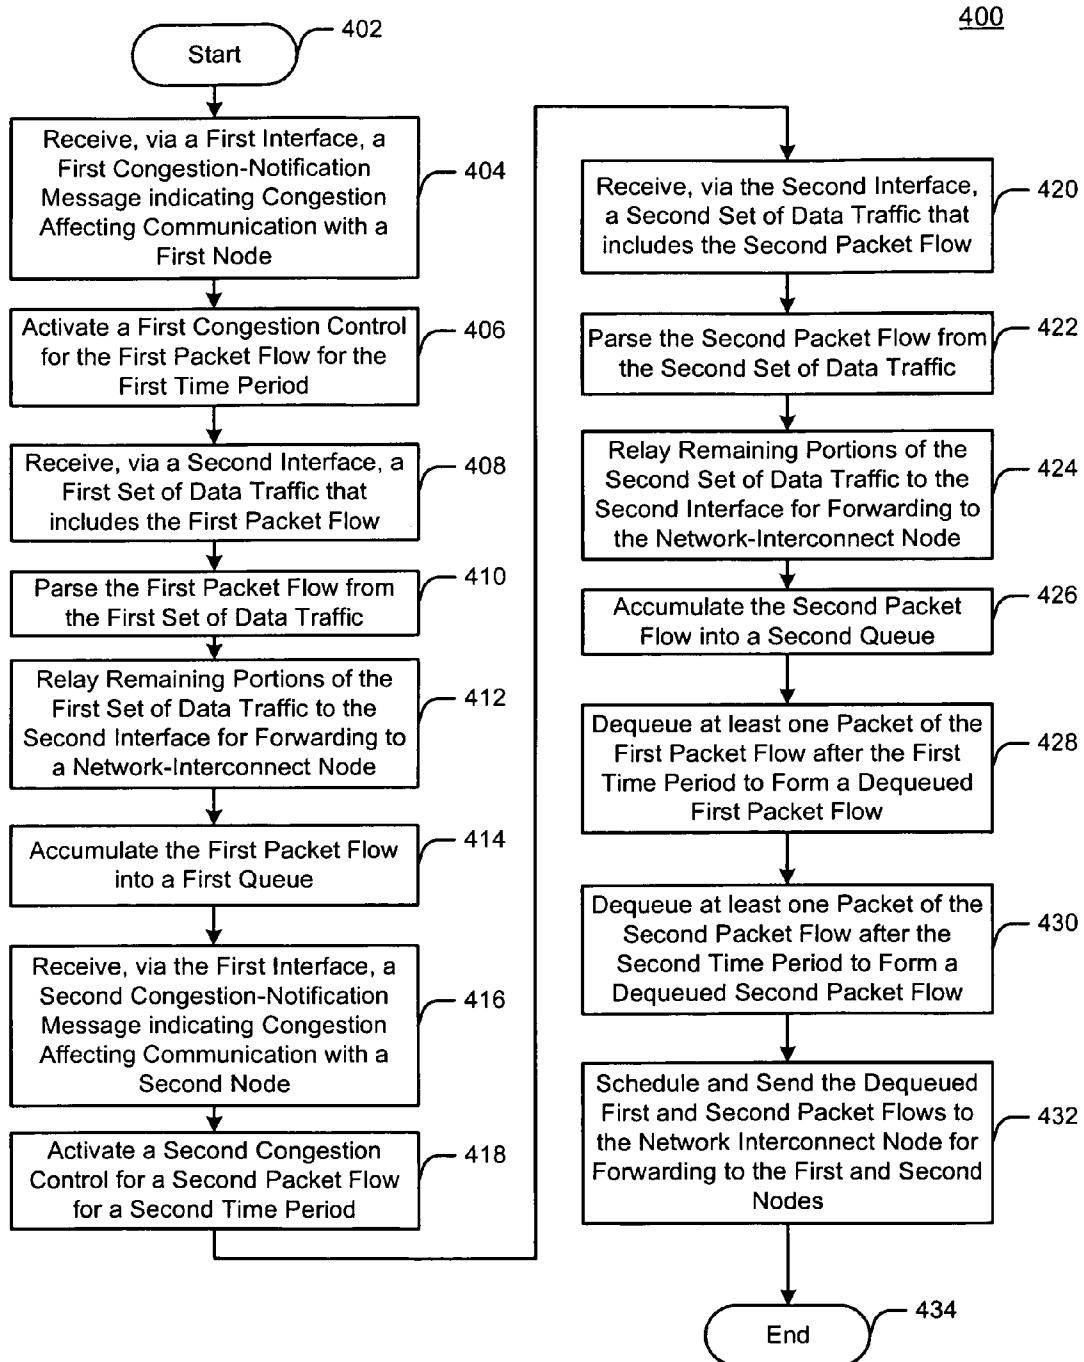 400
Start
402
Receive, via a First Interface, a
First Congestion-Notification
Message indicating Congestion
Affecting Communication with a
First Node
404
Activate a First Congestion Control
for the First Packet Flow for the
First Time Period
406
Receive, via a Second Interface, a
First Set of Data Traffic that
includes the First Packet Flow
408
Parse the First Packet Flow from
the First Set of Data Traffic
410
Relay Remaining Portions of the
First Set of Data Traffic to the
Second Interface for Forwarding to
a Network-Interconnect Node
412
Accumulate the First Packet Flow
into a First Queue
414
Receive, via the First Interface, a
Second Congestion-Notification
Message indicating Congestion
Affecting Communication with a
Second Node
416
Activate a Second Congestion
Control for a Second Packet Flow
for a Second Time Period
418
Receive, via the Second Interface,
a Second Set of Data Traffic that
includes the Second Packet Flow
420
Parse the Second Packet Flow from
the Second Set of Data Traffic
422
Relay Remaining Portions of the
Second Set of Data Traffic to the
Second Interface for Forwarding to
the Network-Interconnect Node
424
Accumulate the Second Packet
Flow into a Second Queue
426
Dequeue at least one Packet of the
First Packet Flow after the First
Time Period to Form a Dequeued
First Packet Flow
428
Dequeue at least one Packet of the
Second Packet Flow after the
Second Time Period to Form a
Dequeued Second Packet Flow
430
Schedule and Send the Dequeued
First and Second Packet Flows to
the Network Interconnect Node for
Forwarding to the First and Second
Nodes
432
End
434